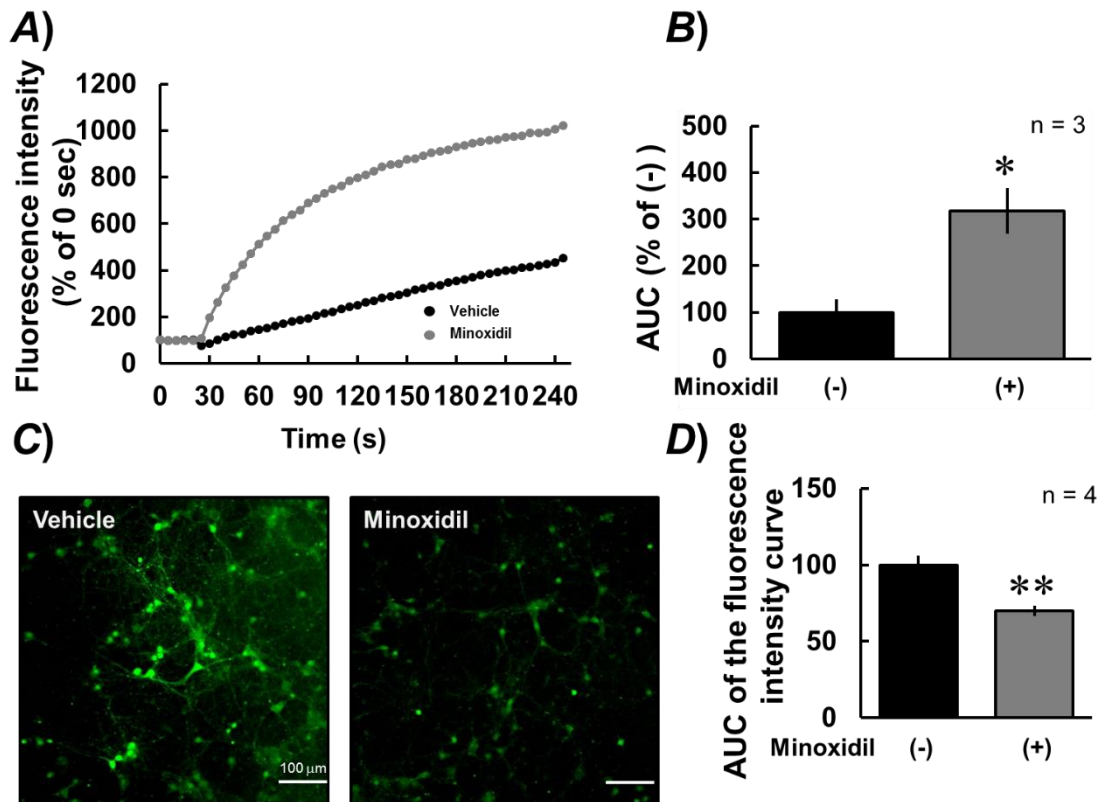 A)
Fluorescence intensity
(% of 0 sec)
1200
1000
800
600
400
200
0
0 30 60 90 120 150 180 210 240
Time (s)
Vehicle
Minoxidil
B)
n = 3
AUC (% of (-) )
500
400
300
200
100
0
*
Minoxidil (-) (+)
C)
Vehicle
100 μm
Minoxidil
D)
n = 4
AUC of the fluorescence
intensity curve
150
100
50
0
**
Minoxidil (-) (+)